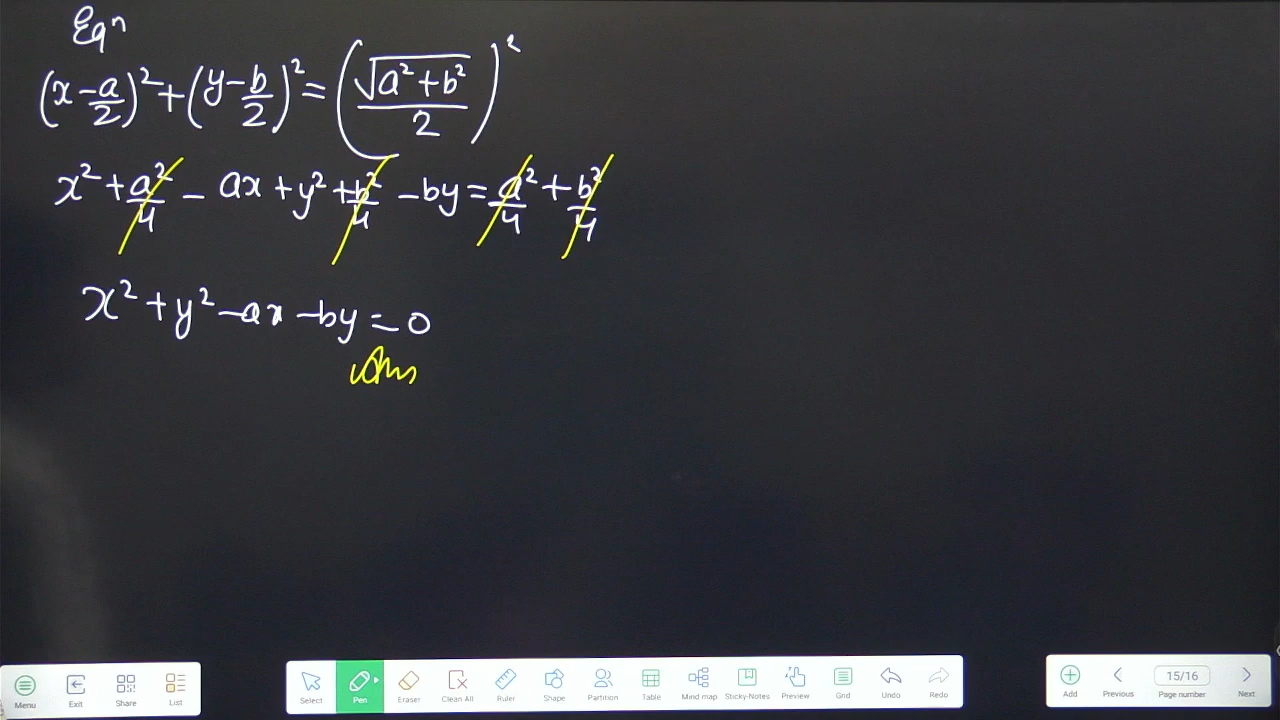 Eqⁿ
(x - a/2)² + (y - b/2)² = (√(a² + b²)/2)²
x² + a²/4 - ax + y² + b²/4 - by = a²/4 + b²/4
x² + y² - ax - by = 0
Ans
Menu Exit Share List Select Pen Eraser Clean All Ruler Shape Partition Table Mind map Sticky-Notes Preview Grid Undo Redo Add Previous 15/16 Page number Next